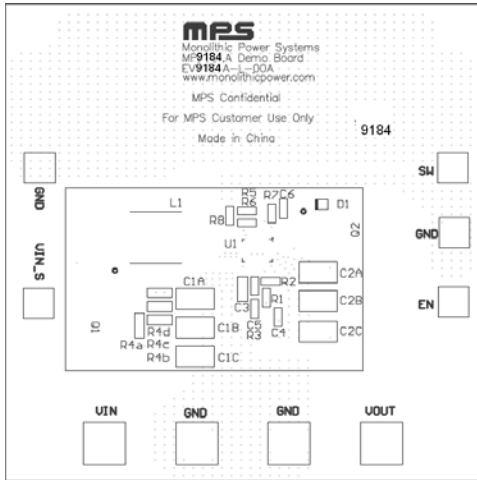 MPS
Monolithic Power Systems
MP9184A Demo Board
EV9184A-L-00A
www.monolithicpower.com
MPS Confidential
For MPS Customer Use Only
Made in China
9184
GND
SW
L1
R5
R6
R7
C6
R8
D1
Q2
U1
GND
VIN_S
C1A
C2A
R2
C3
R1
C2B
EN
Q1
R4d
C1B
C5
C4
R4a
R4c
R3
C2C
R4b
C1C
VIN
GND
GND
VOUT